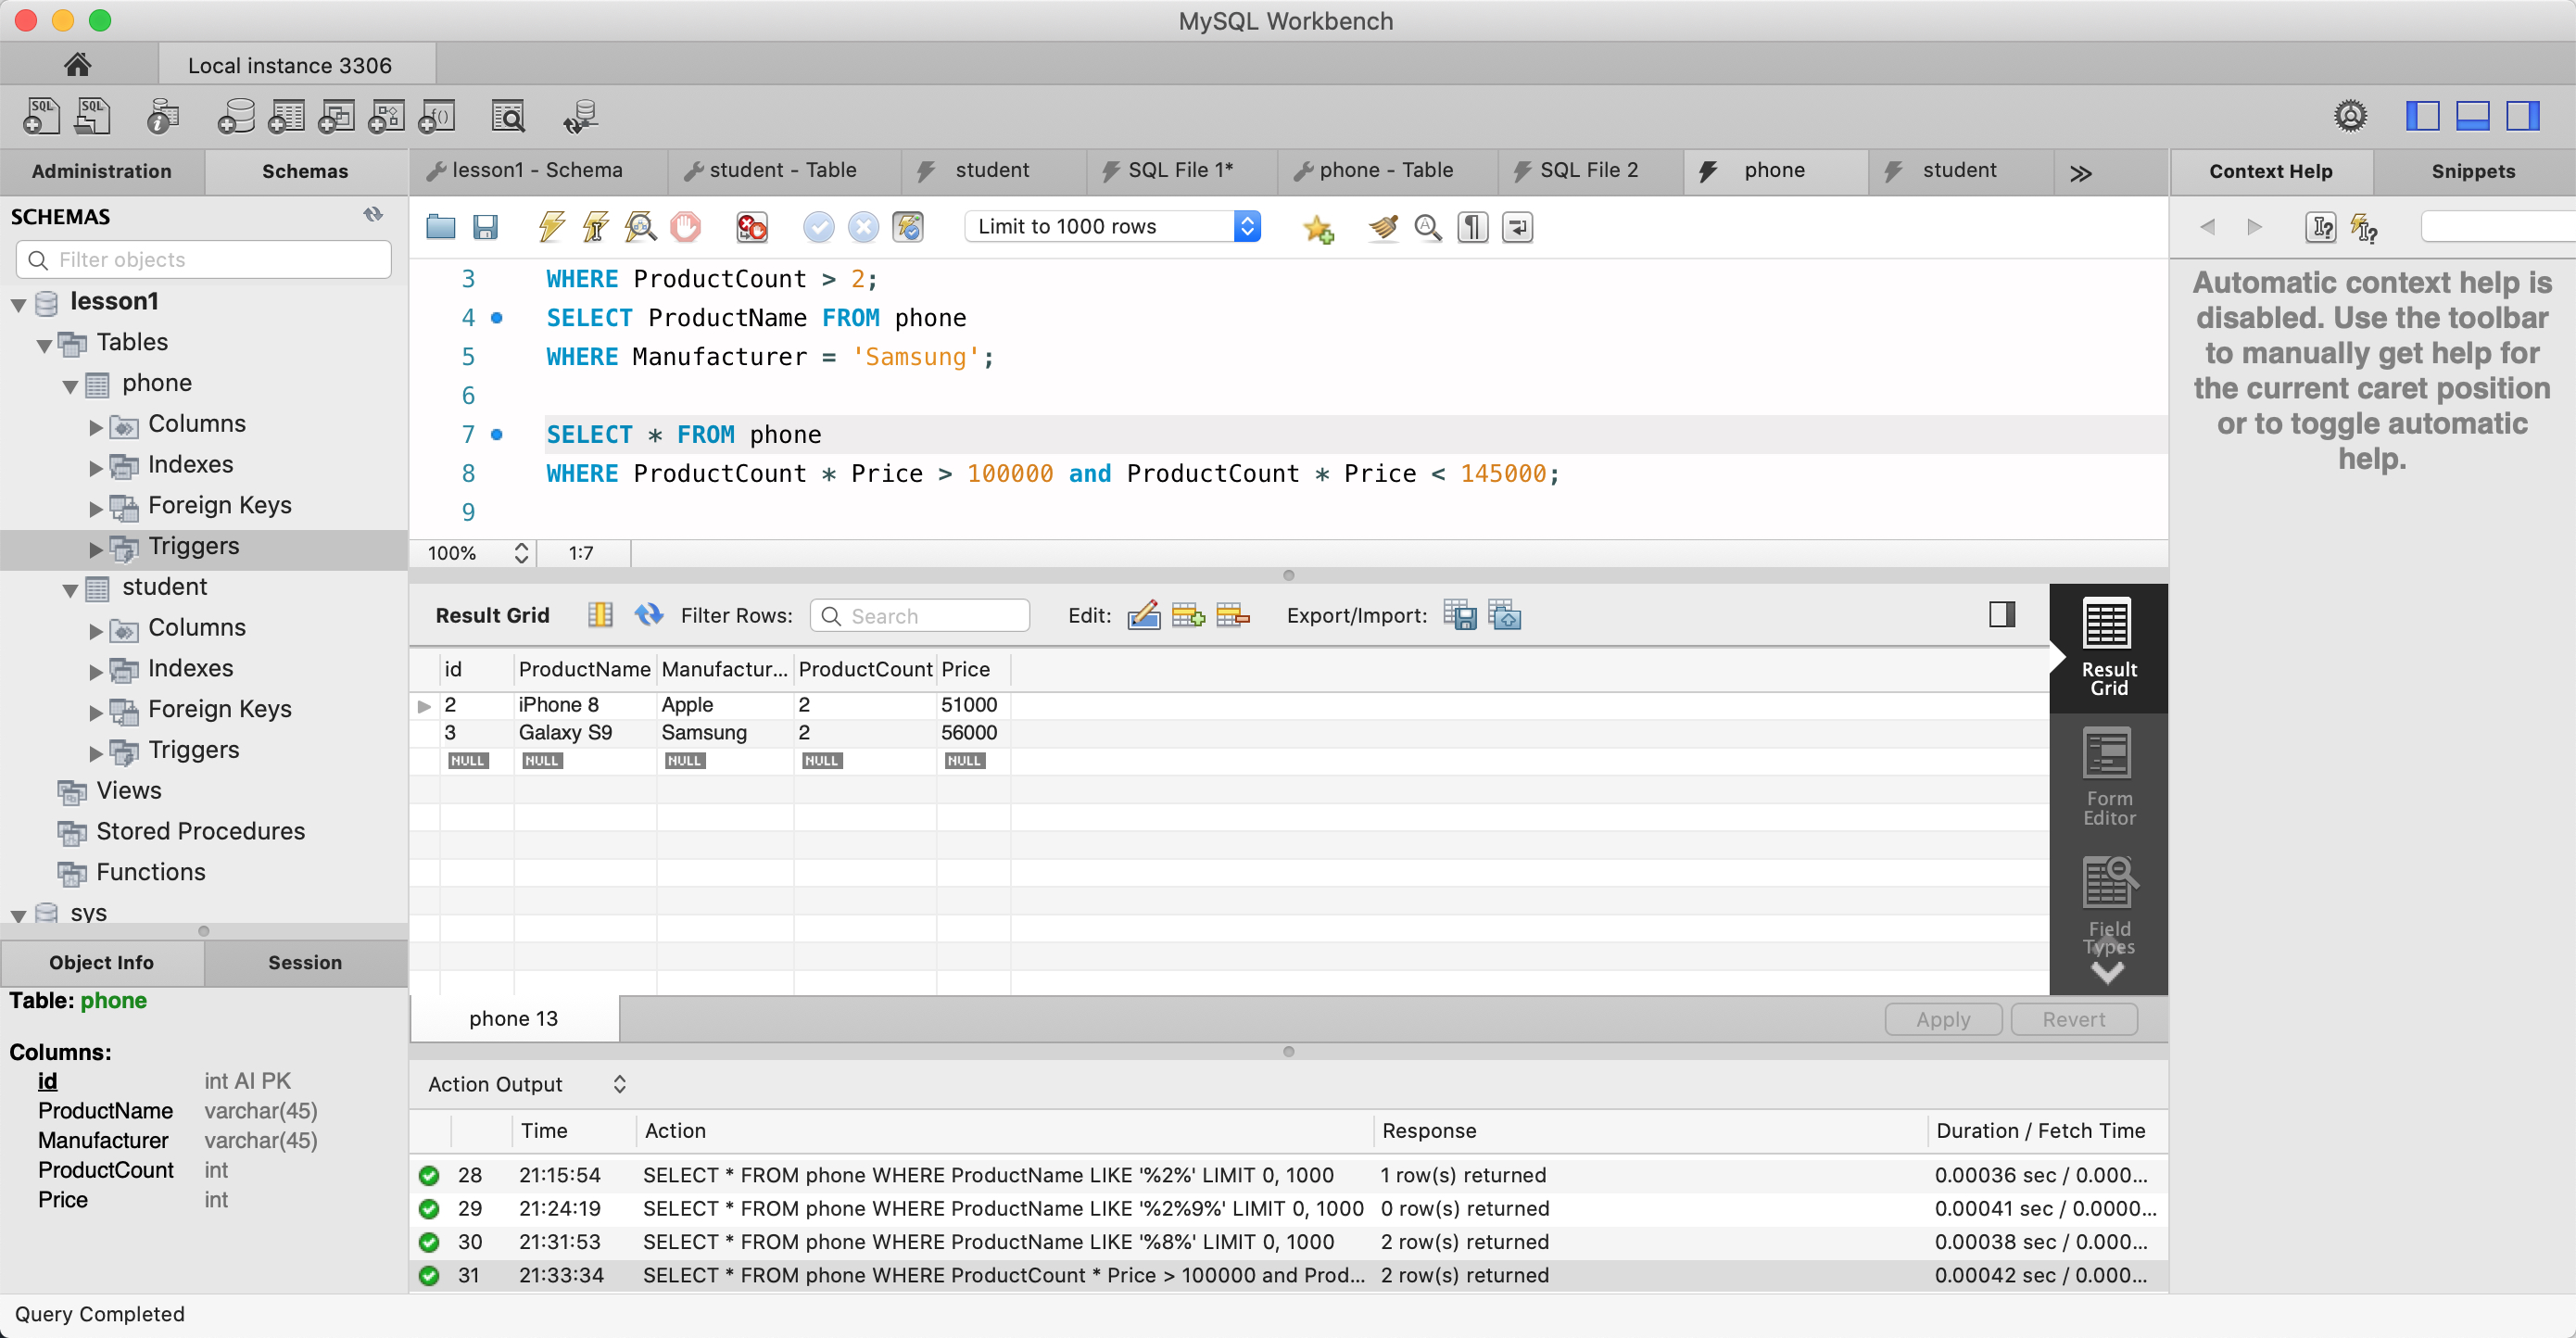 MySQL Workbench
Local instance 3306
Administration
Schemas
lesson1 - Schema
student - Table
student
SQL File 1*
phone - Table
SQL File 2
phone
student
Context Help
Snippets
SCHEMAS
Filter objects
Limit to 1000 rows
lesson1
Tables
phone
Columns
Indexes
Foreign Keys
Triggers
student
Columns
Indexes
Foreign Keys
Triggers
Views
Stored Procedures
Functions
sys
3 WHERE ProductCount > 2;
4 SELECT ProductName FROM phone
5 WHERE Manufacturer = 'Samsung';
6
7 SELECT * FROM phone
8 WHERE ProductCount * Price > 100000 and ProductCount * Price < 145000;
9
100% 1:7
Automatic context help is
disabled. Use the toolbar
to manually get help for
the current caret position
or to toggle automatic
help.
Result Grid Filter Rows: Search Edit: Export/Import:
id ProductName Manufactur... ProductCount Price
2 iPhone 8 Apple 2 51000
3 Galaxy S9 Samsung 2 56000
NULL NULL NULL NULL NULL
Result
Grid
Form
Editor
Field
Types
phone 13
Apply
Revert
Object Info
Session
Table: phone
Columns:
id int AI PK
ProductName varchar(45)
Manufacturer varchar(45)
ProductCount int
Price int
Action Output
Time Action Response Duration / Fetch Time
28 21:15:54 SELECT * FROM phone WHERE ProductName LIKE '%2%' LIMIT 0, 1000 1 row(s) returned 0.00036 sec / 0.000...
29 21:24:19 SELECT * FROM phone WHERE ProductName LIKE '%2%9%' LIMIT 0, 1000 0 row(s) returned 0.00041 sec / 0.0000...
30 21:31:53 SELECT * FROM phone WHERE ProductName LIKE '%8%' LIMIT 0, 1000 2 row(s) returned 0.00038 sec / 0.000...
31 21:33:34 SELECT * FROM phone WHERE ProductCount * Price > 100000 and Prod... 2 row(s) returned 0.00042 sec / 0.000...
Query Completed